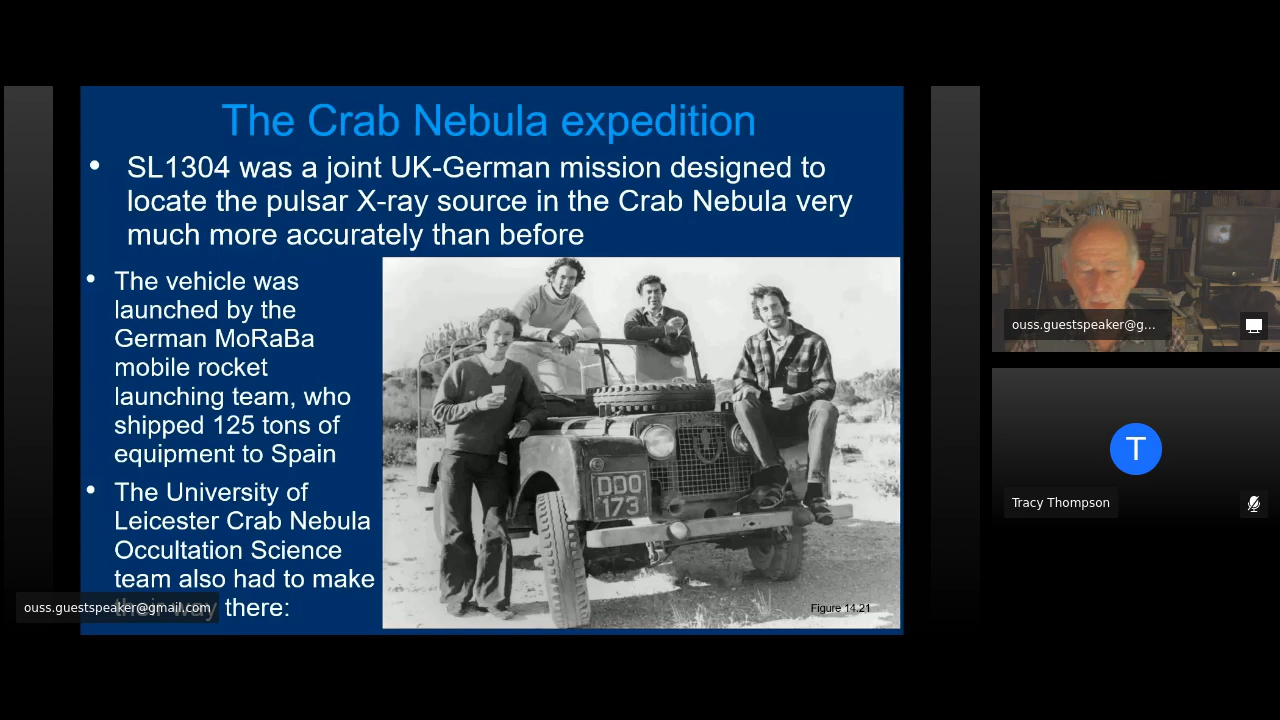 The Crab Nebula expedition
• SL1304 was a joint UK-German mission designed to
locate the pulsar X-ray source in the Crab Nebula very
much more accurately than before
• The vehicle was
launched by the
German MoRaBa
mobile rocket
launching team, who
shipped 125 tons of
equipment to Spain
• The University of
Leicester Crab Nebula
Occultation Science
team also had to make
their way there:
DDO
173
Figure 14.21
ouss.guestspeaker@gmail.com
ouss.guestspeaker@g...
T
Tracy Thompson